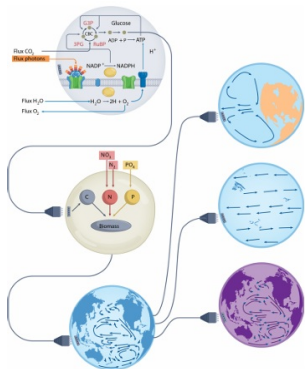 G3P
Glucose
CBC
ADP + Pi
ATP
3PG
RuBP
H+
Flux CO2
NADP+
NADPH
Flux photons
Flux H2O
H2O
2H + O2
Flux O2
NO3
N2
PO4
C
N
P
Biomass